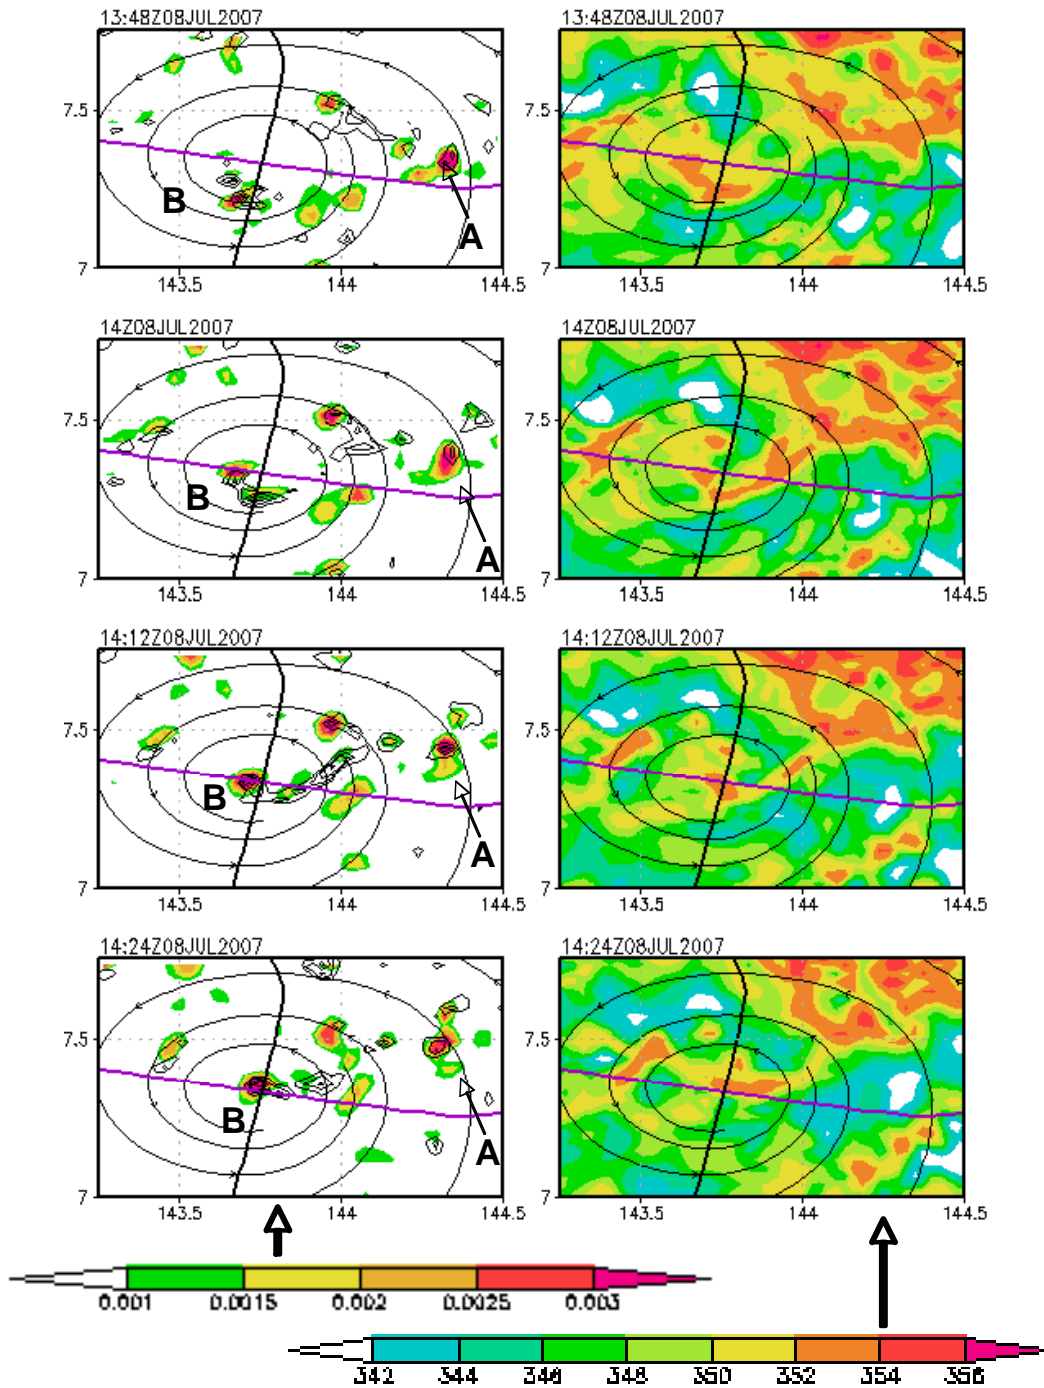 13:48Z08JUL2007 13:48Z08JUL2007
7.5 7.5
B
A
7 7
143.5 144 144.5 143.5 144 144.5
14Z08JUL2007 14Z08JUL2007
7.5 7.5
B
A
7 7
143.5 144 144.5 143.5 144 144.5
14:12Z08JUL2007 14:12Z08JUL2007
7.5 7.5
B
A
7 7
143.5 144 144.5 143.5 144 144.5
14:24Z08JUL2007 14:24Z08JUL2007
7.5 7.5
B
A
7 7
143.5 144 144.5 143.5 144 144.5
0.001 0.0015 0.002 0.0025 0.003
342 344 346 348 350 352 354 356